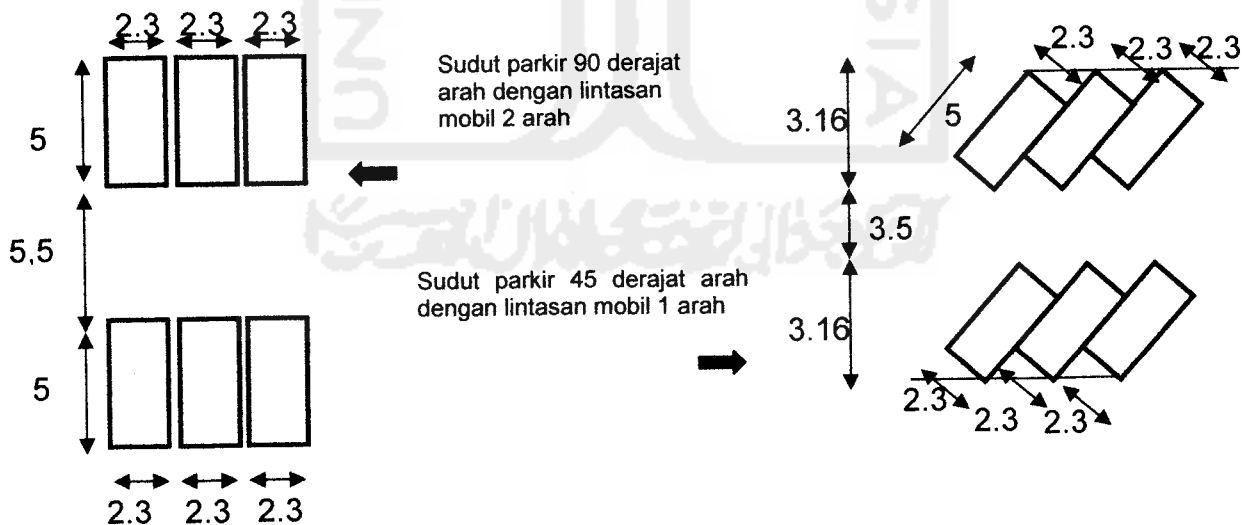 2.3 2.3 2.3
5
5,5
5
2.3 2.3 2.3
Sudut parkir 90 derajat
arah dengan lintasan
mobil 2 arah
Sudut parkir 45 derajat arah
dengan lintasan mobil 1 arah
2.3 2.3 2.3
5
3.16
3.5
3.16
2.3 2.3 2.3
SIA